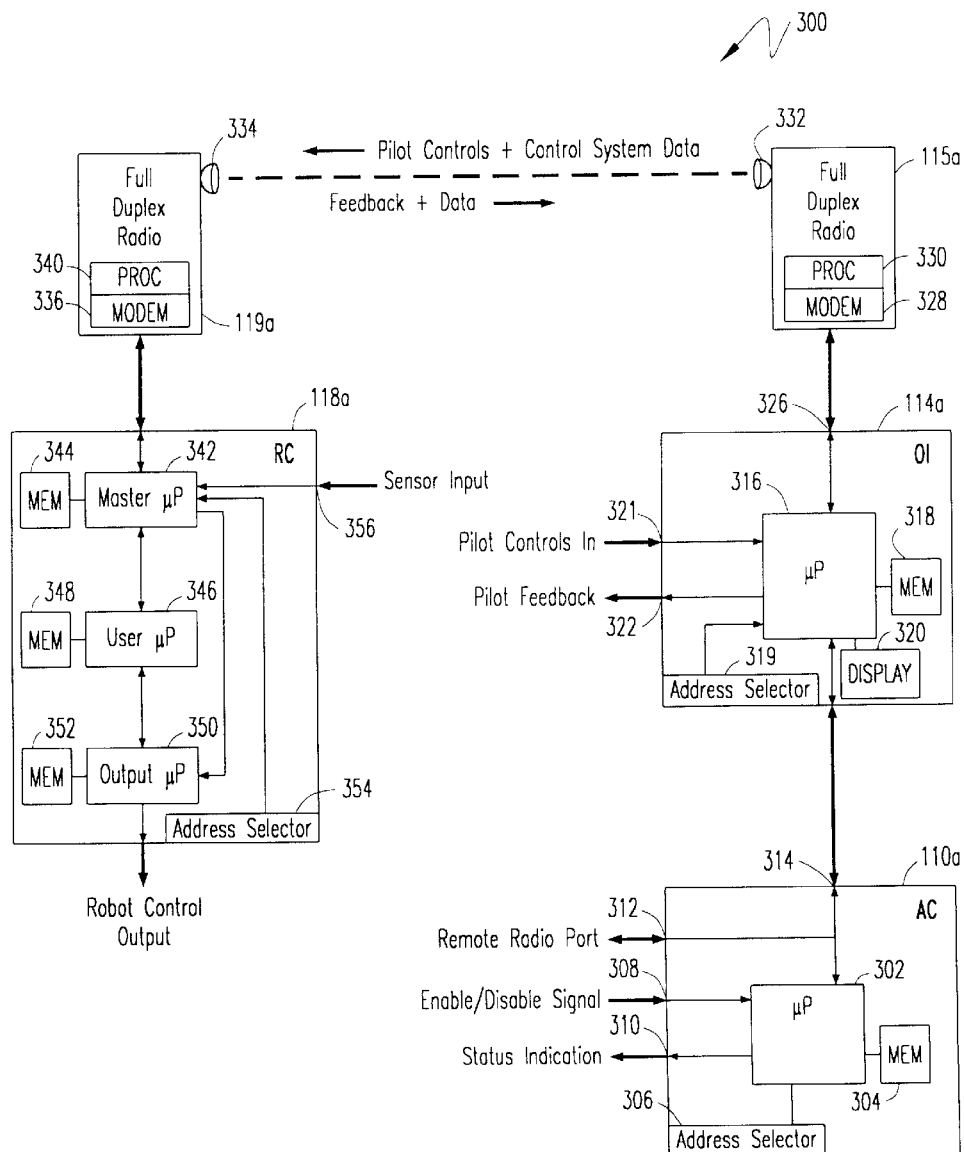 300
334
332
Pilot Controls + Control System Data
115a
Full
Duplex
Radio
Feedback + Data
Full
Duplex
Radio
340
PROC
336
MODEM
119a
PROC
330
MODEM
328
118a
326
114a
344
342
RC
OI
MEM
Master µP
Sensor Input
356
316
321
318
Pilot Controls In
µP
MEM
348
346
Pilot Feedback
322
MEM
User µP
319
320
Address Selector
DISPLAY
352
350
MEM
Output µP
354
Address Selector
Robot Control
Output
314
110a
AC
312
Remote Radio Port
308
302
Enable/Disable Signal
µP
310
Status Indication
MEM
306
304
Address Selector